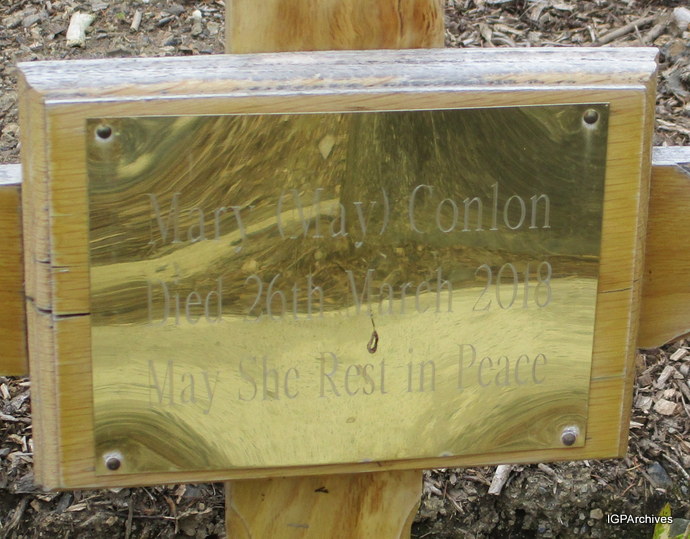 Mary (May) Conlon
Died 26th March 2018
May She Rest in Peace
IGPArchives